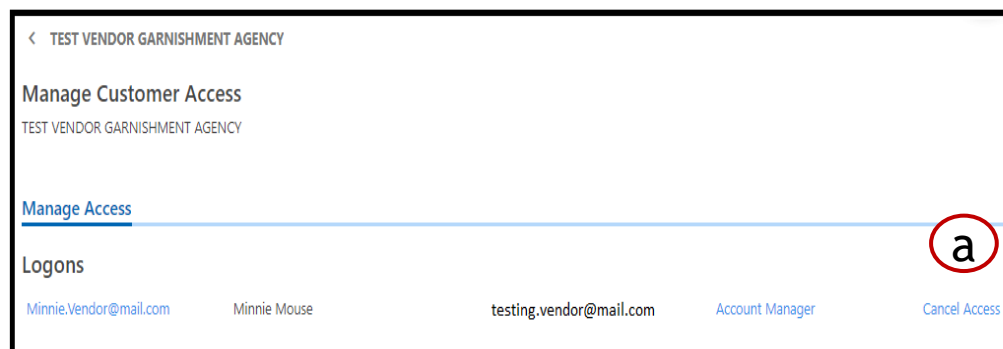 < TEST VENDOR GARNISHMENT AGENCY
Manage Customer Access
TEST VENDOR GARNISHMENT AGENCY
Manage Access
a
Logons
Minnie.Vendor@mail.com Minnie Mouse testing.vendor@mail.com Account Manager Cancel Access